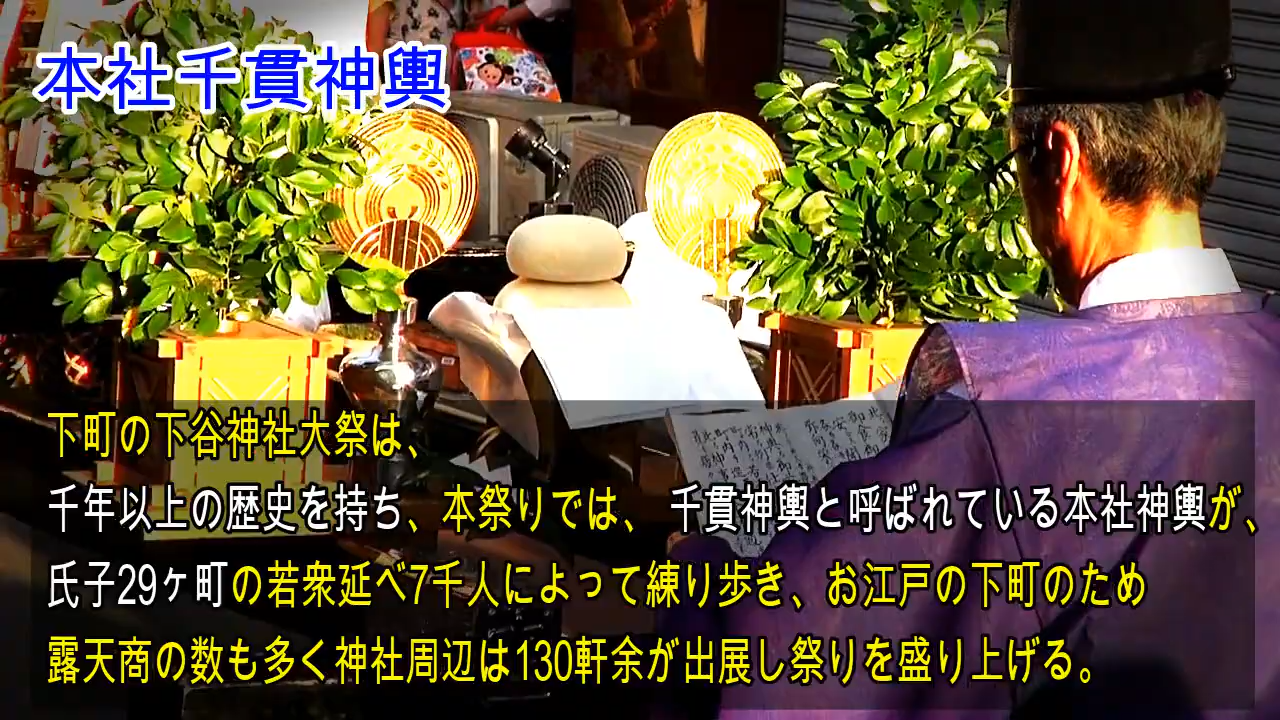 本社千貫神輿
下町の下谷神社大祭は、
千年以上の歴史を持ち、本祭りでは、 千貫神輿と呼ばれている本社神輿が、
氏子29ヶ町の若衆延べ7千人によって練り歩き、お江戸の下町のため
露天商の数も多く神社周辺は130軒余が出展し祭りを盛り上げる。